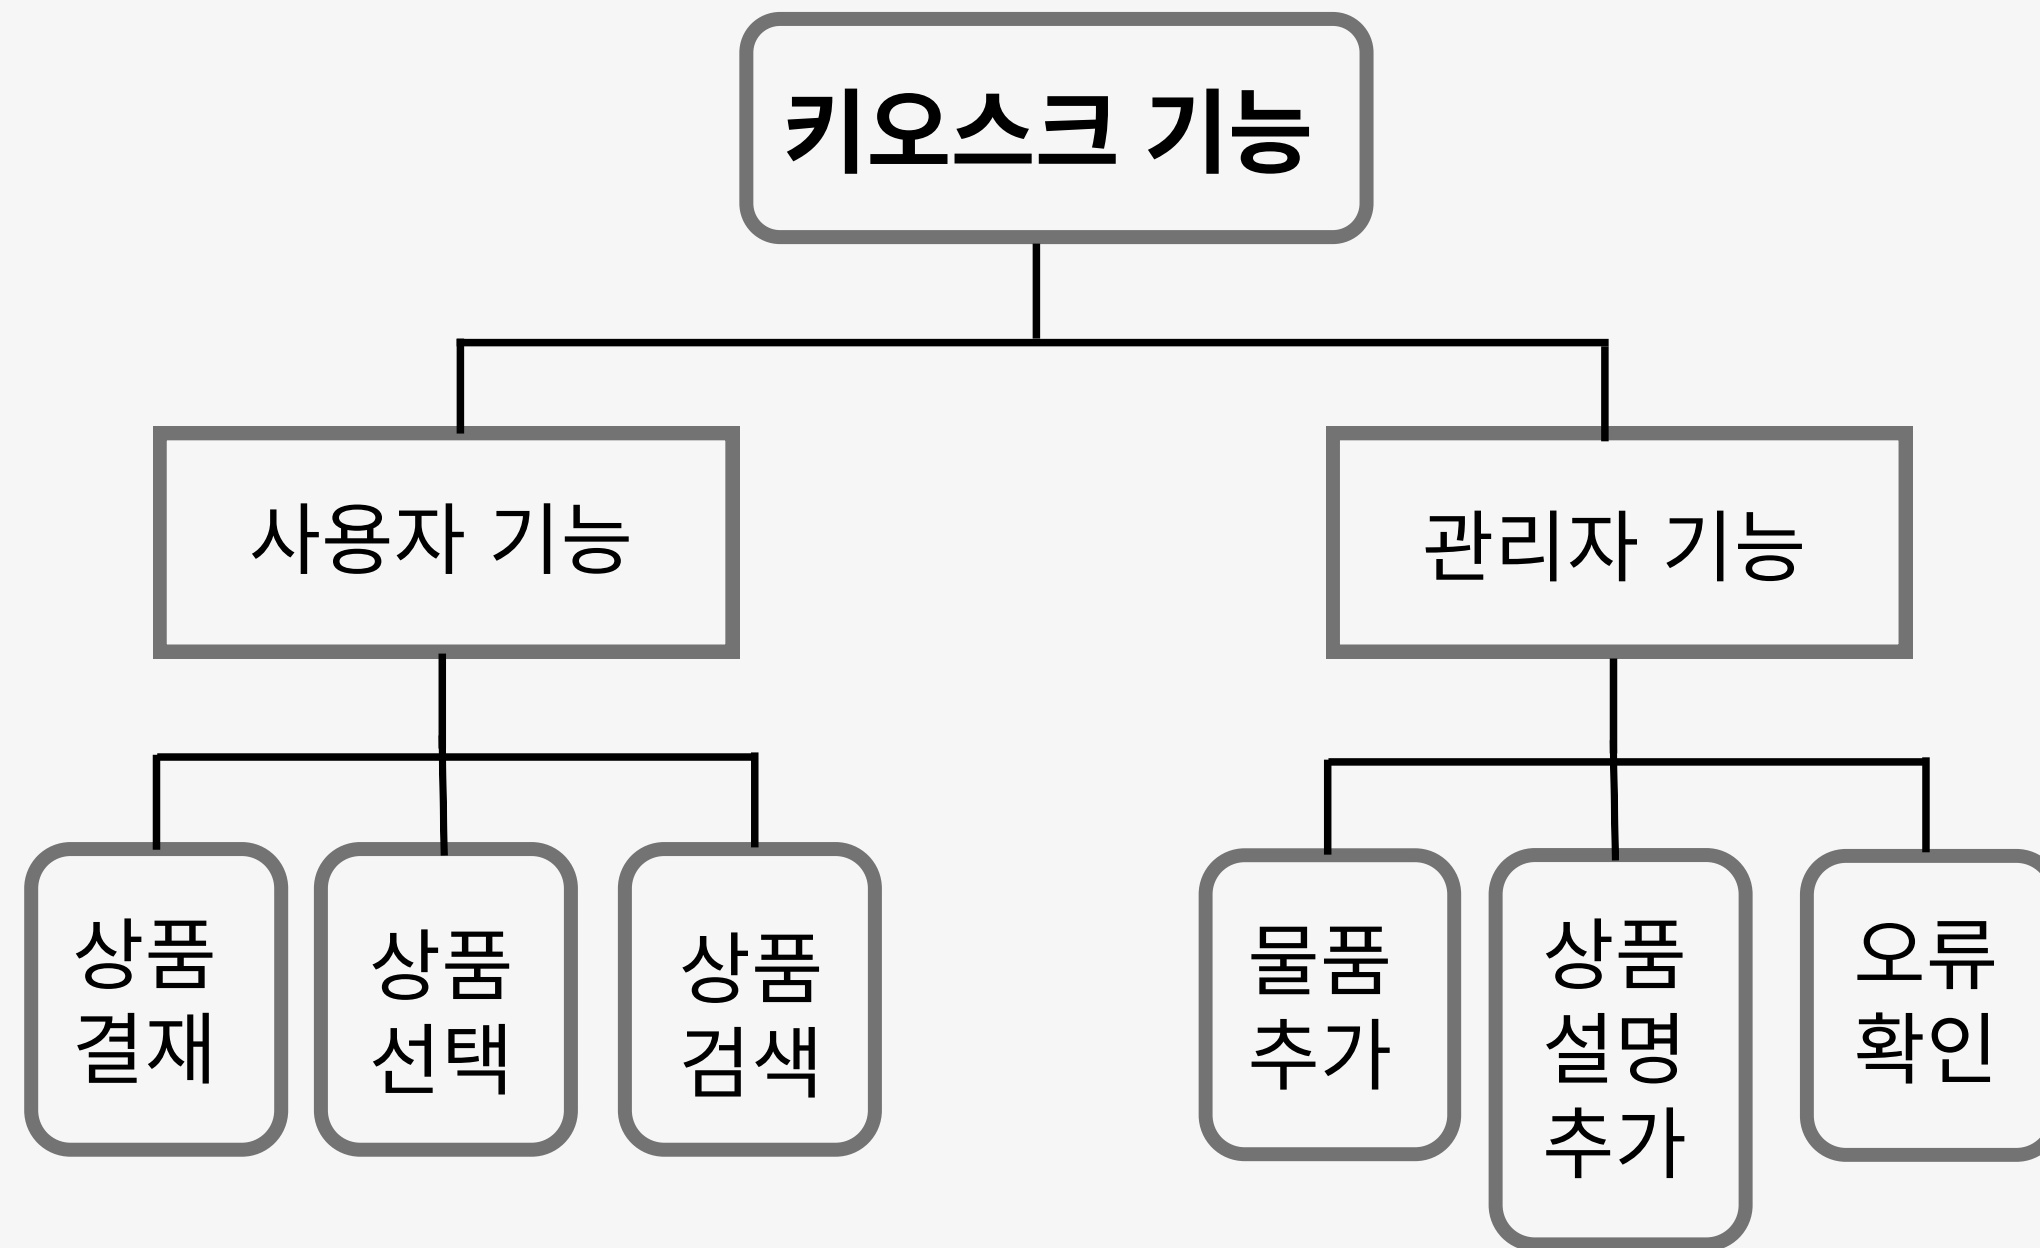 키오스크 기능
사용자 기능
관리자 기능
상품
결재
상품
선택
상품
검색
물품
추가
상품
설명
추가
오류
확인